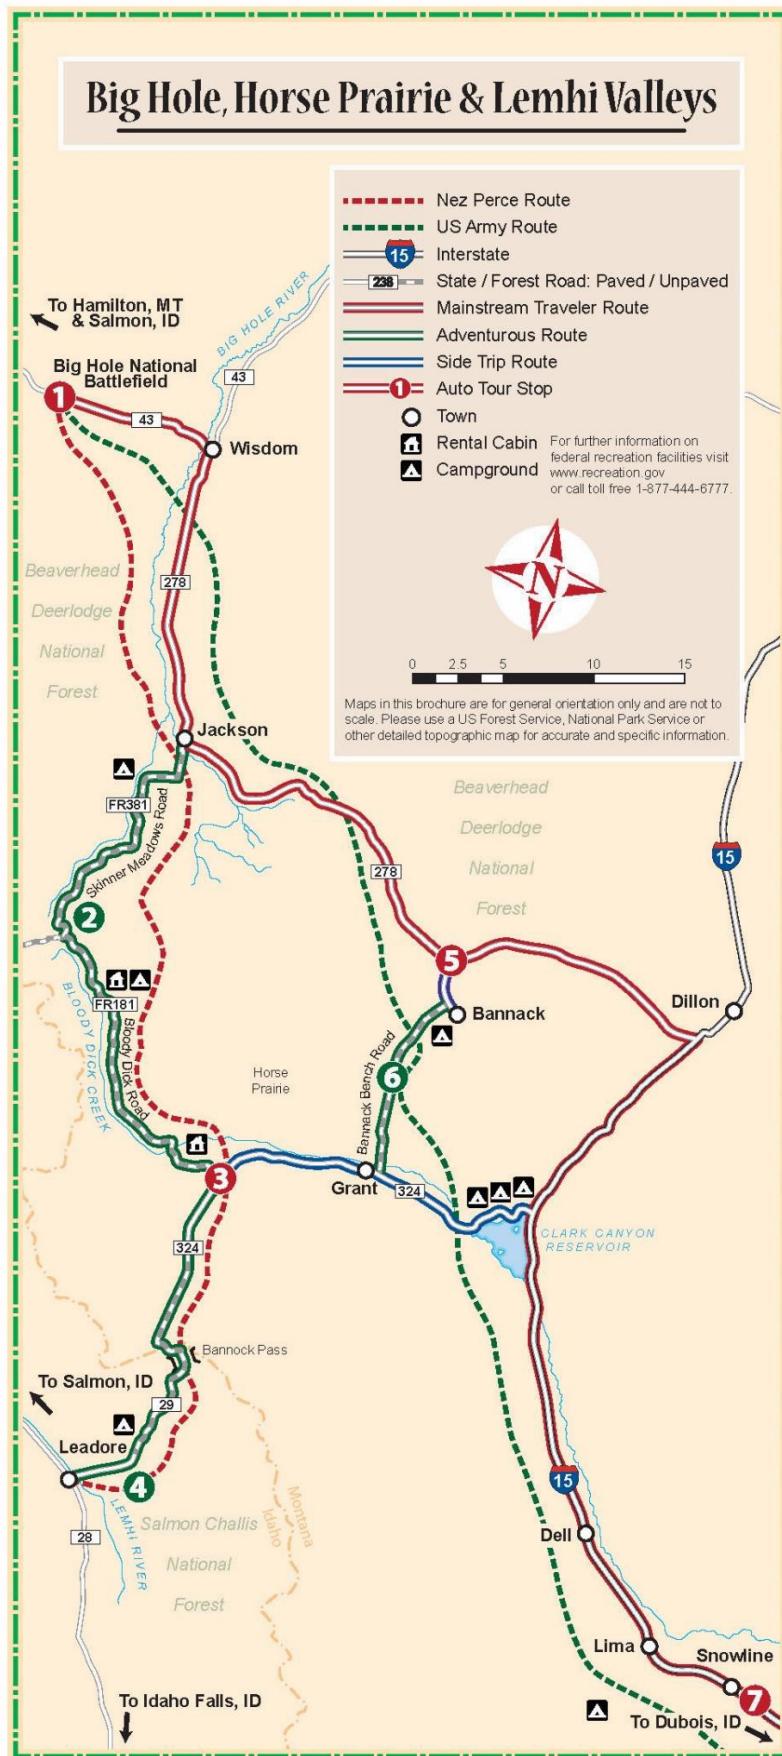 Big Hole, Horse Prairie & Lemhi Valleys
Nez Perce Route
US Army Route
15
Interstate
238
State / Forest Road: Paved / Unpaved
Mainstream Traveler Route
Adventurous Route
Side Trip Route
1
Auto Tour Stop
Town
Rental Cabin
Campground
For further information on
federal recreation facilities visit
www.recreation.gov
or call toll free 1-877-444-6777.
N
0 2.5 5 10 15
Maps in this brochure are for general orientation only and are not to
scale. Please use a US Forest Service, National Park Service or
other detailed topographic map for accurate and specific information.
To Hamilton, MT
& Salmon, ID
BIG HOLE RIVER
Big Hole National
Battlefield
43
1
43
Wisdom
Beaverhead
Deerlodge
National
Forest
278
Jackson
FR381
Skinner Meadows Road
Beaverhead
Deerlodge
National
Forest
15
278
2
5
FR181
Bloody Dick Road
BLOODY DICK CREEK
Bannack
Dillon
Horse
Prairie
Bannack Bench Road
6
3
Grant
324
CLARK CANYON
RESERVOIR
324
Bannock Pass
To Salmon, ID
29
Leadore
4
LEMHI RIVER
28
Salmon Challis
National
Forest
Montana
Idaho
15
Dell
Lima
Snowline
7
To Idaho Falls, ID
To Dubois, ID